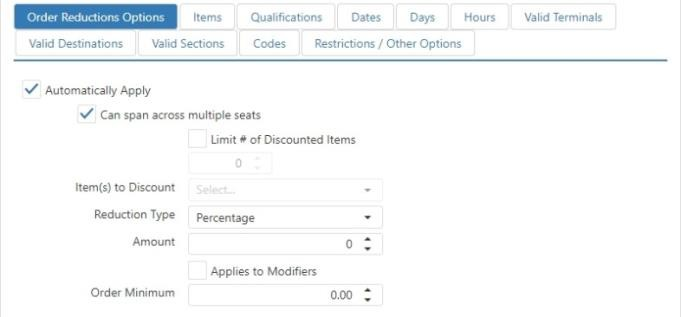 Order Reductions Options Items Qualifications Dates Days Hours Valid Terminals
Valid Destinations Valid Sections Codes Restrictions / Other Options
Automatically Apply
Can span across multiple seats
Limit # of Discounted Items
0
Item(s) to Discount Select...
Reduction Type Percentage
Amount 0
Applies to Modifiers
Order Minimum 0.00